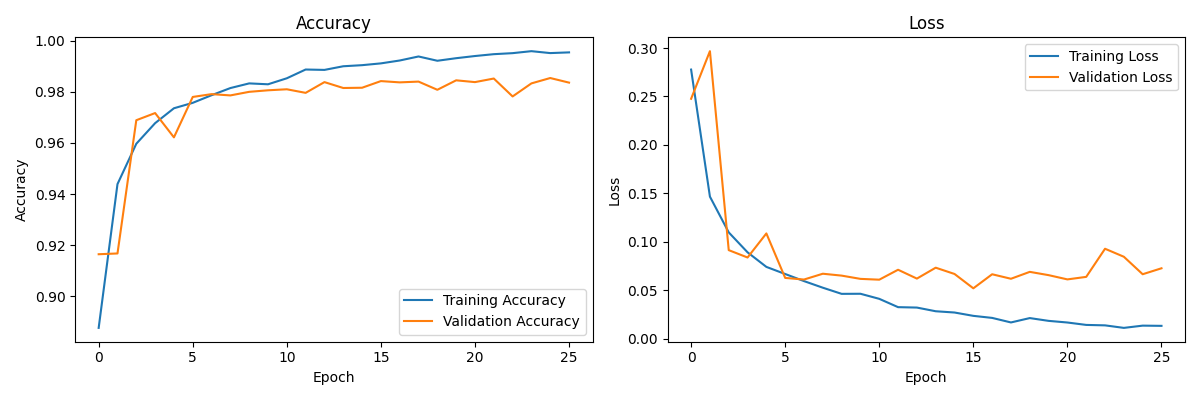 Accuracy
1.00
0.98
0.96
0.94
0.92
0.90
Accuracy
Training Accuracy
Validation Accuracy
0 5 10 15 20 25
Epoch
Loss
0.30
0.25
0.20
0.15
0.10
0.05
0.00
Loss
Training Loss
Validation Loss
0 5 10 15 20 25
Epoch